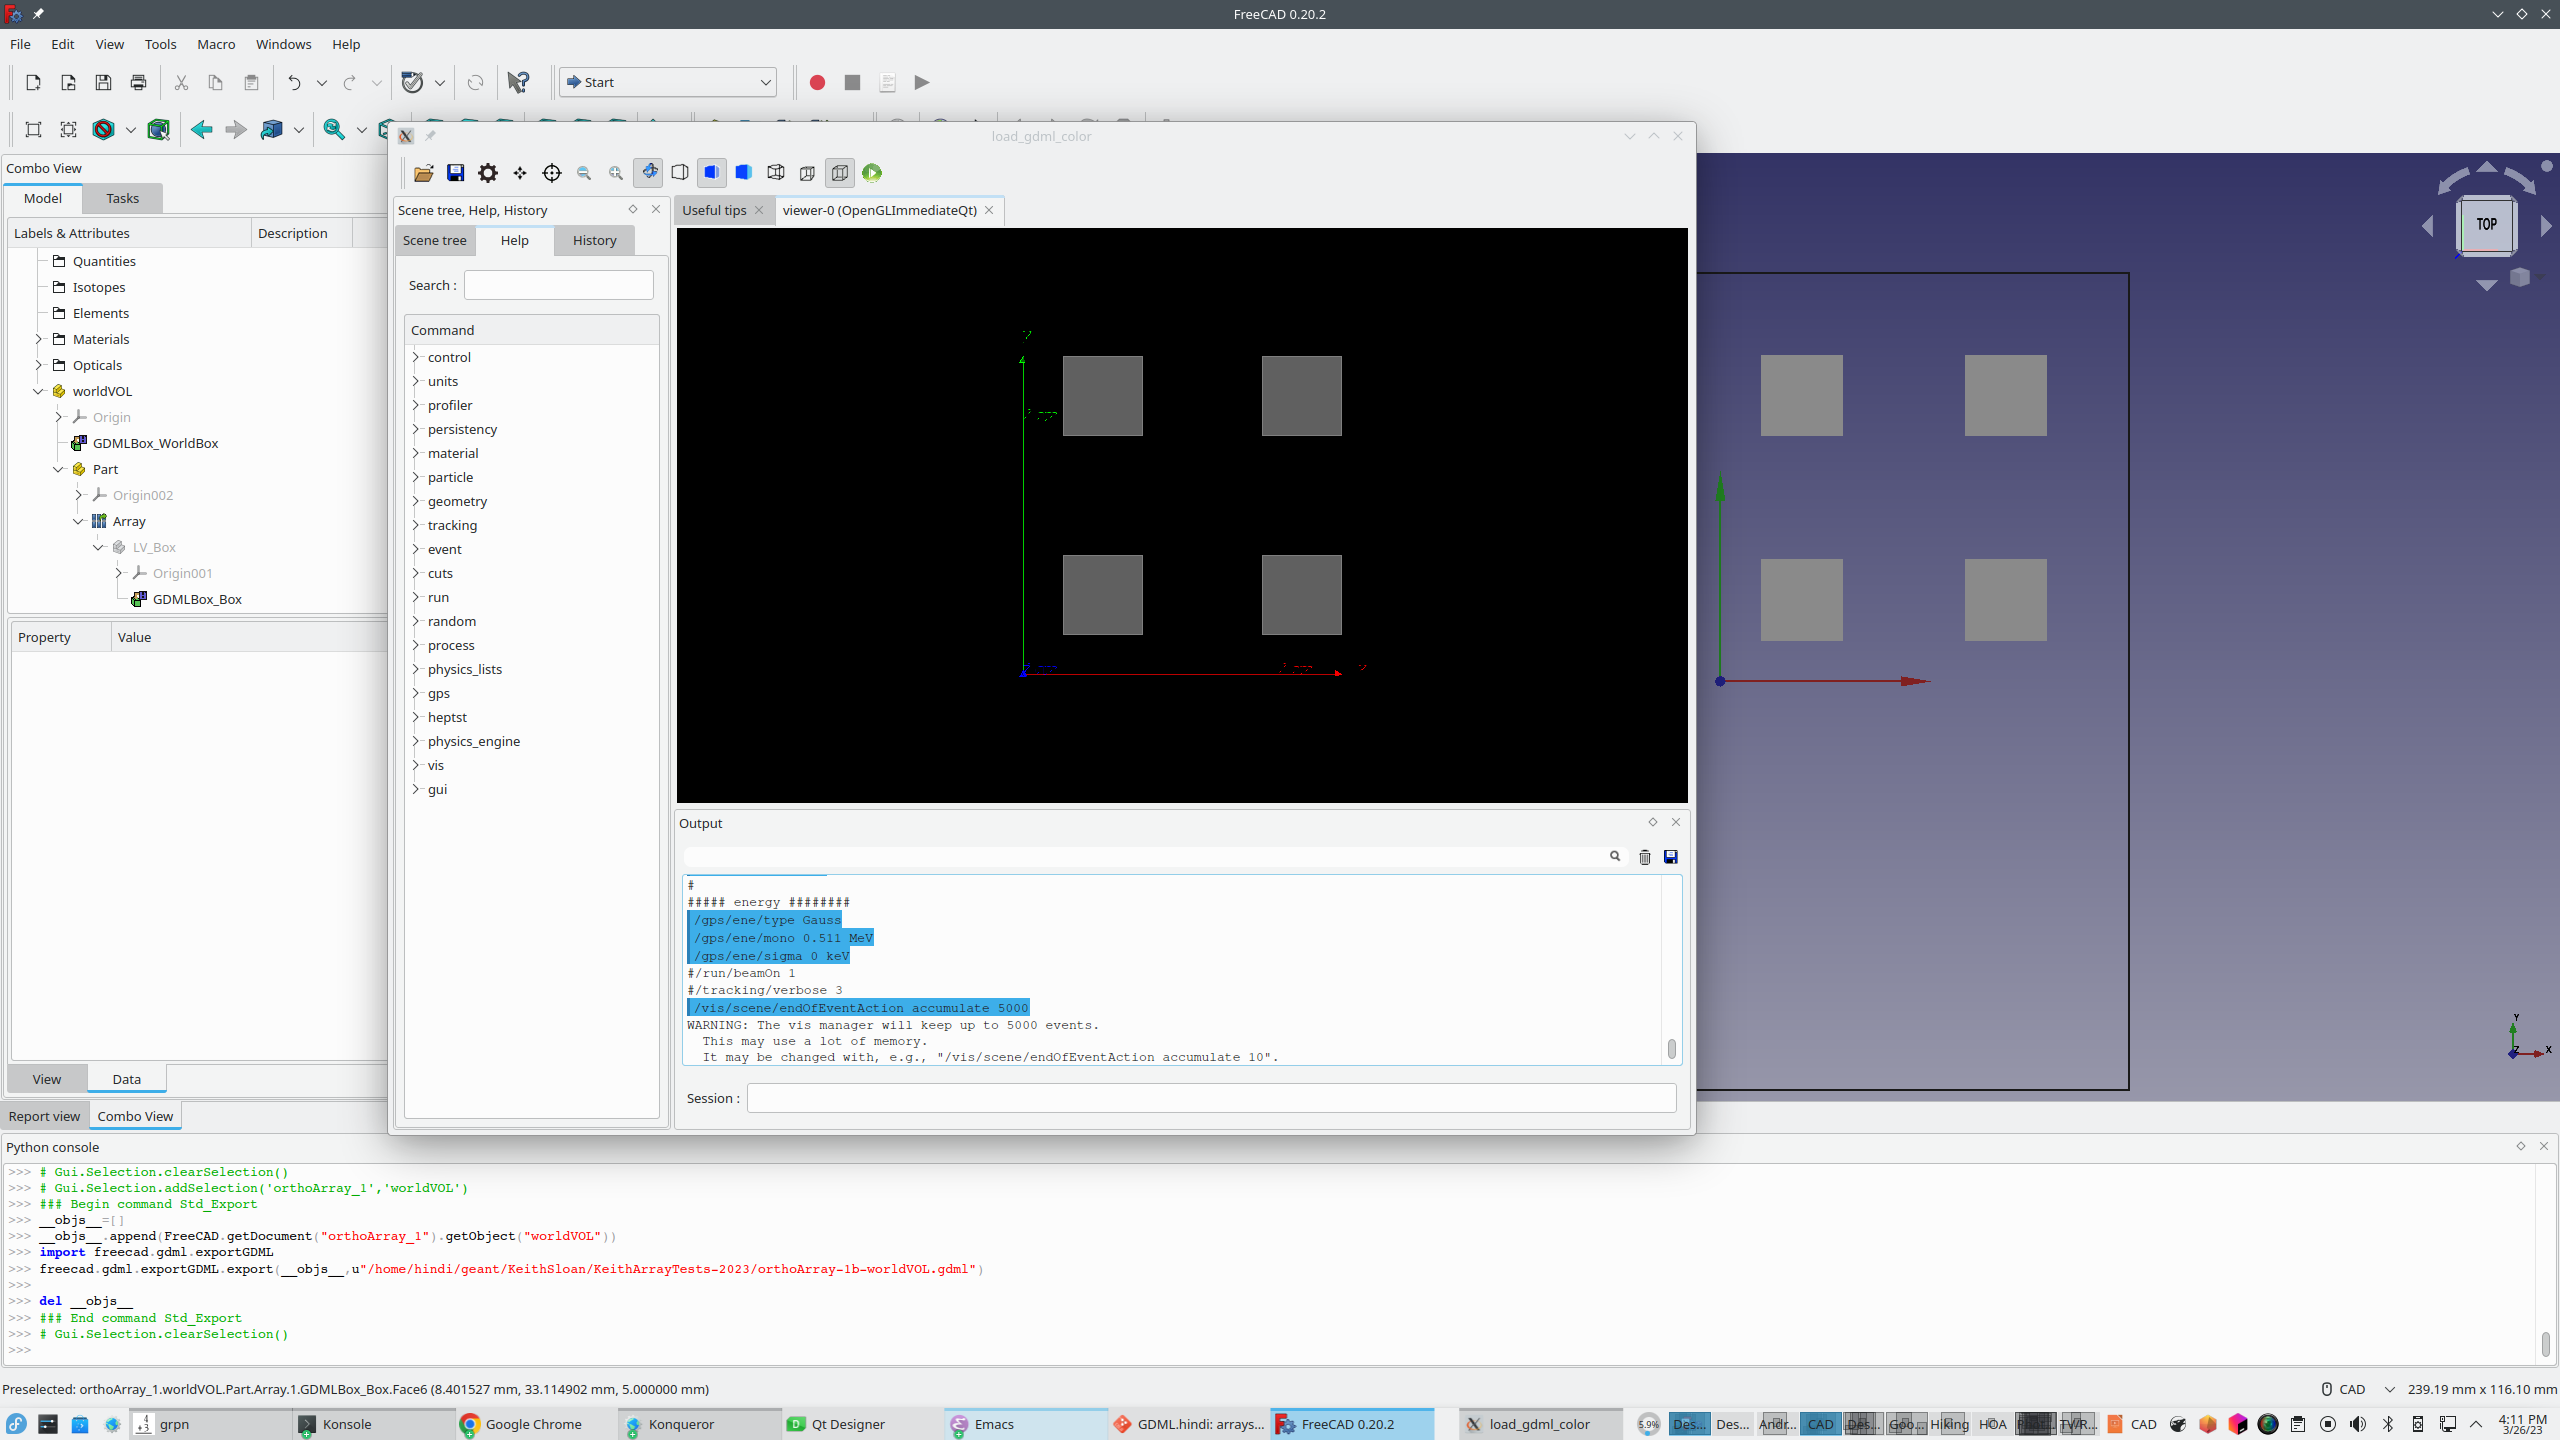 FreeCAD 0.20.2
File Edit View Tools Macro Windows Help
Start
Combo View
Model Tasks
Labels & Attributes Description
Quantities
Isotopes
Elements
Materials
Opticals
worldVOL
Origin
GDMLBox_WorldBox
Part
Origin002
Array
LV_Box
Origin001
GDMLBox_Box
Property Value
View Data
Report view Combo View
load_gdml_color
Scene tree, Help, History
Scene tree Help History
Search :
Command
control
units
profiler
persistency
material
particle
geometry
tracking
event
cuts
run
random
process
physics_lists
gps
heptst
physics_engine
vis
gui
Useful tips viewer-0 (OpenGLImmediateQt)
Output
#
##### energy ########
/gps/ene/type Gauss
/gps/ene/mono 0.511 MeV
/gps/ene/sigma 0 keV
#/run/beamOn 1
#/tracking/verbose 3
/vis/scene/endOfEventAction accumulate 5000
WARNING: The vis manager will keep up to 5000 events.
This may use a lot of memory.
It may be changed with, e.g., "/vis/scene/endOfEventAction accumulate 10".
Session :
TOP
Y
Z
X
Python console
>>> # Gui.Selection.clearSelection()
>>> # Gui.Selection.addSelection('orthoArray_1','worldVOL')
>>> ### Begin command Std_Export
>>> __objs__=[]
>>> __objs__.append(FreeCAD.getDocument("orthoArray_1").getObject("worldVOL"))
>>> import freecad.gdml.exportGDML
>>> freecad.gdml.exportGDML.export(__objs__,u"/home/hindi/geant/KeithSloan/KeithArrayTests-2023/orthoArray-1b-worldVOL.gdml")
>>>
>>> del __objs__
>>> ### End command Std_Export
>>> # Gui.Selection.clearSelection()
>>>
Preselected: orthoArray_1.worldVOL.Part.Array.1.GDMLBox_Box.Face6 (8.401527 mm, 33.114902 mm, 5.000000 mm)
CAD 239.19 mm x 116.10 mm
grpn Konsole Google Chrome Konqueror Qt Designer Emacs GDML.hindi: arrays... FreeCAD 0.20.2 load_gdml_color 5.9% Des... Des... Andr... CAD Des... Goo... Hiking HOA TWR... CAD 4:11 PM
3/26/23